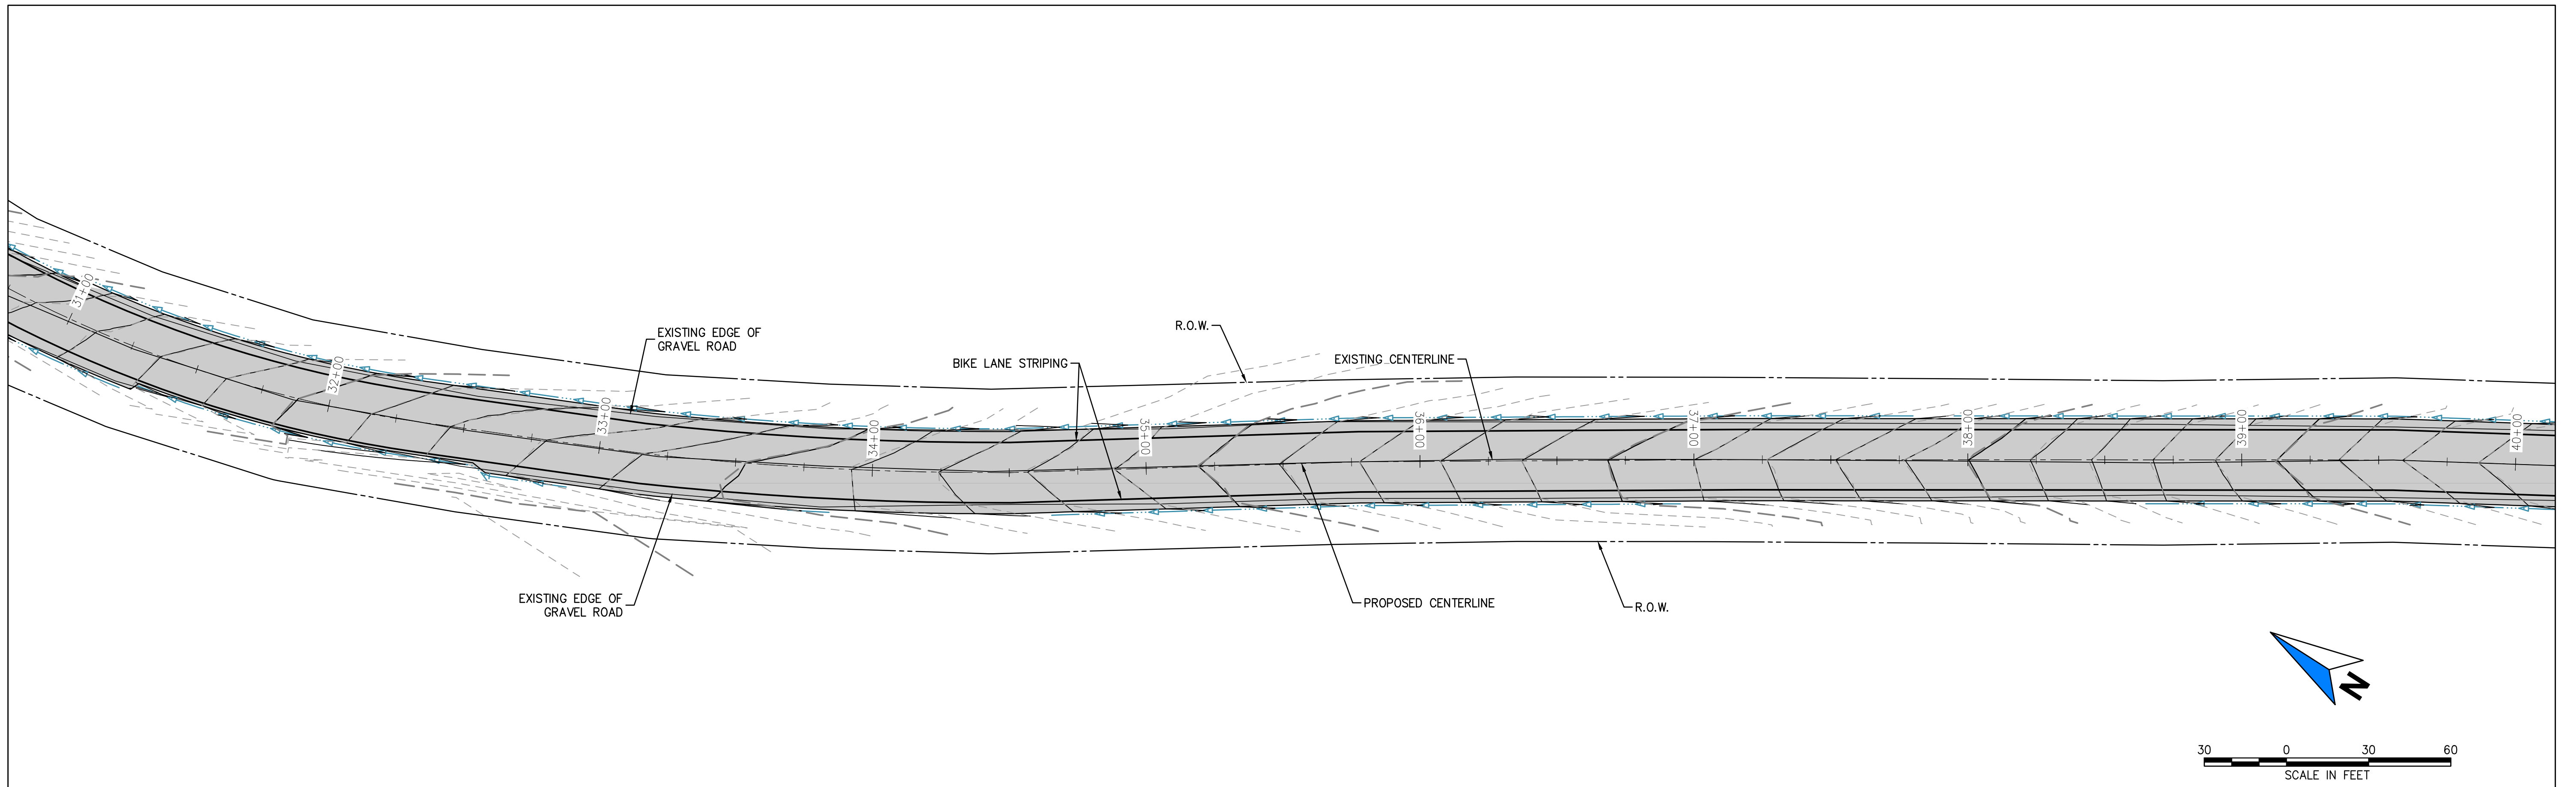 31+00
32+00
33+00
34+00
35+00
36+00
37+00
38+00
39+00
40+00
EXISTING EDGE OF
GRAVEL ROAD
BIKE LANE STRIPING
R.O.W.
EXISTING CENTERLINE
EXISTING EDGE OF
GRAVEL ROAD
PROPOSED CENTERLINE
R.O.W.
N
30 0 30 60
SCALE IN FEET